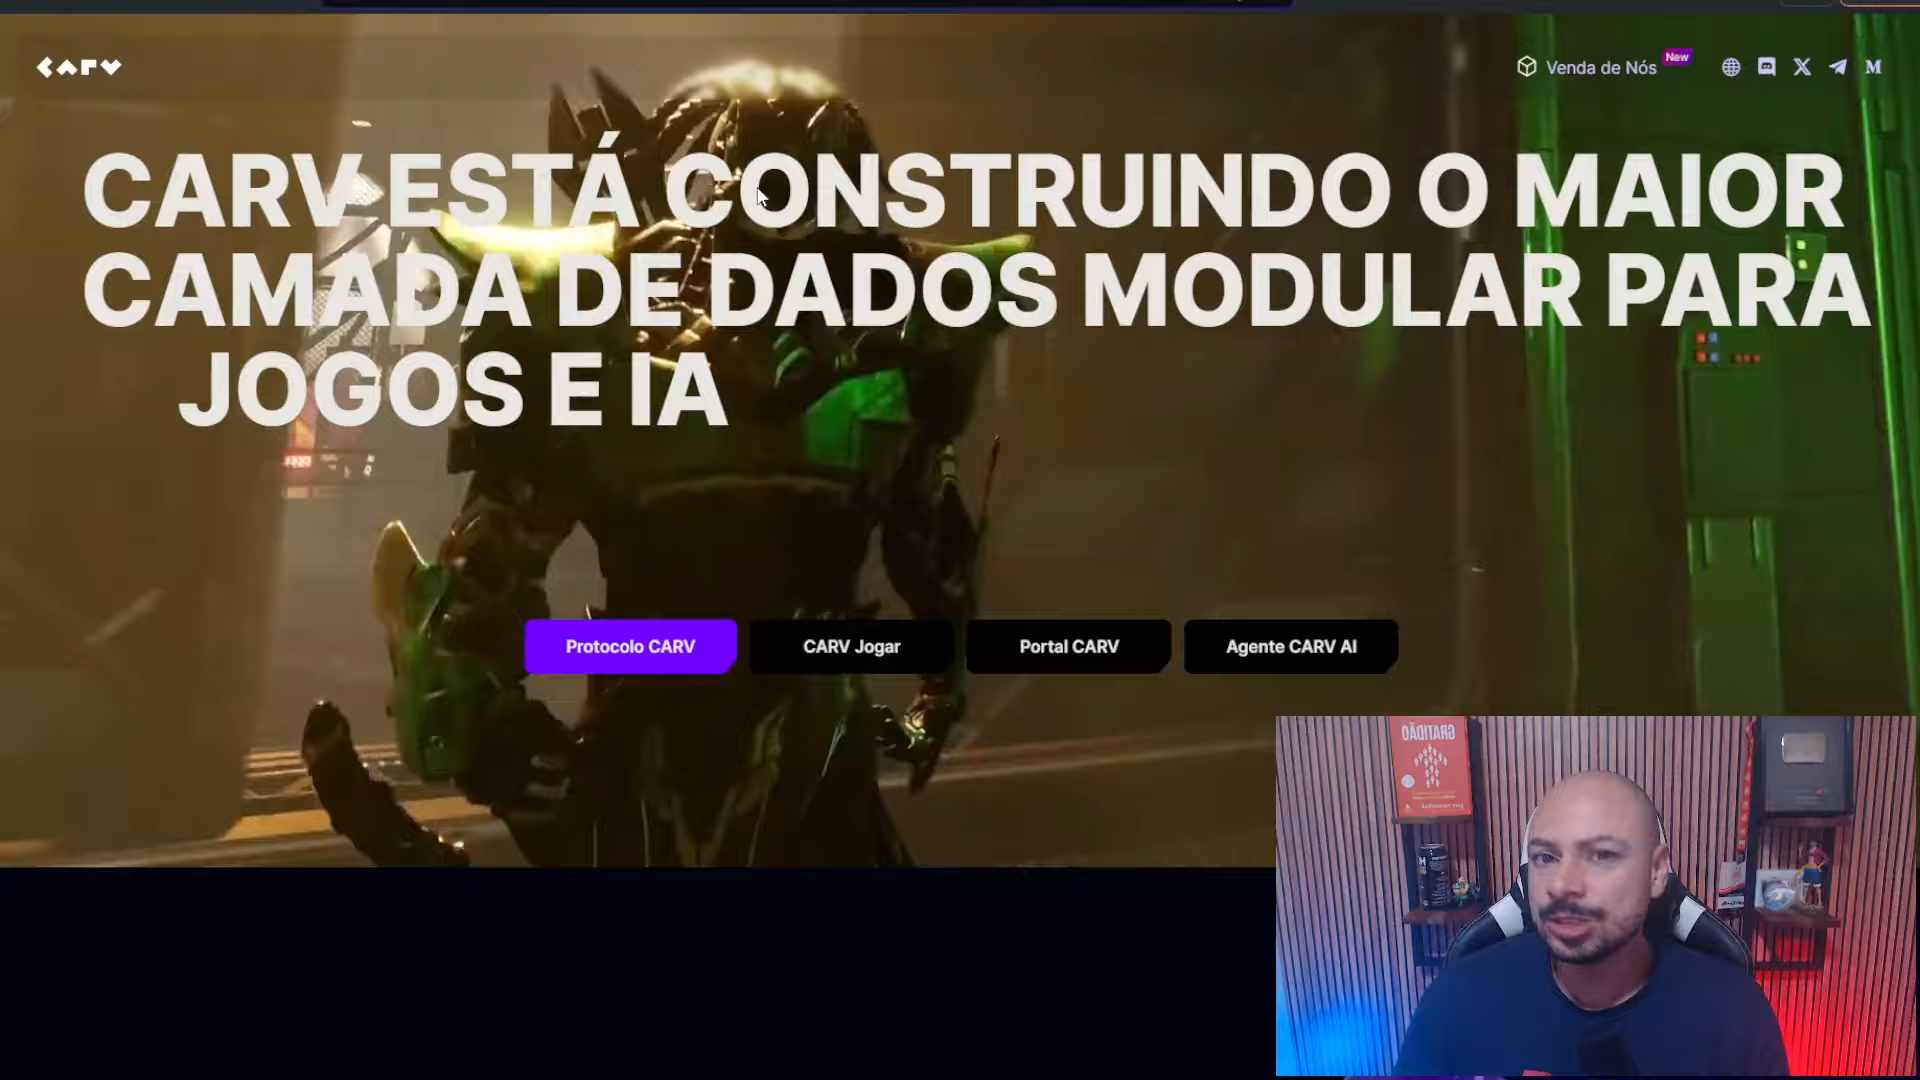 CARV
Venda de Nós
New
M
CARV ESTÁ CONSTRUINDO O MAIOR
CAMADA DE DADOS MODULAR PARA
JOGOS E IA
Protocolo CARV
CARV Jogar
Portal CARV
Agente CARV AI
GRATIDÃO